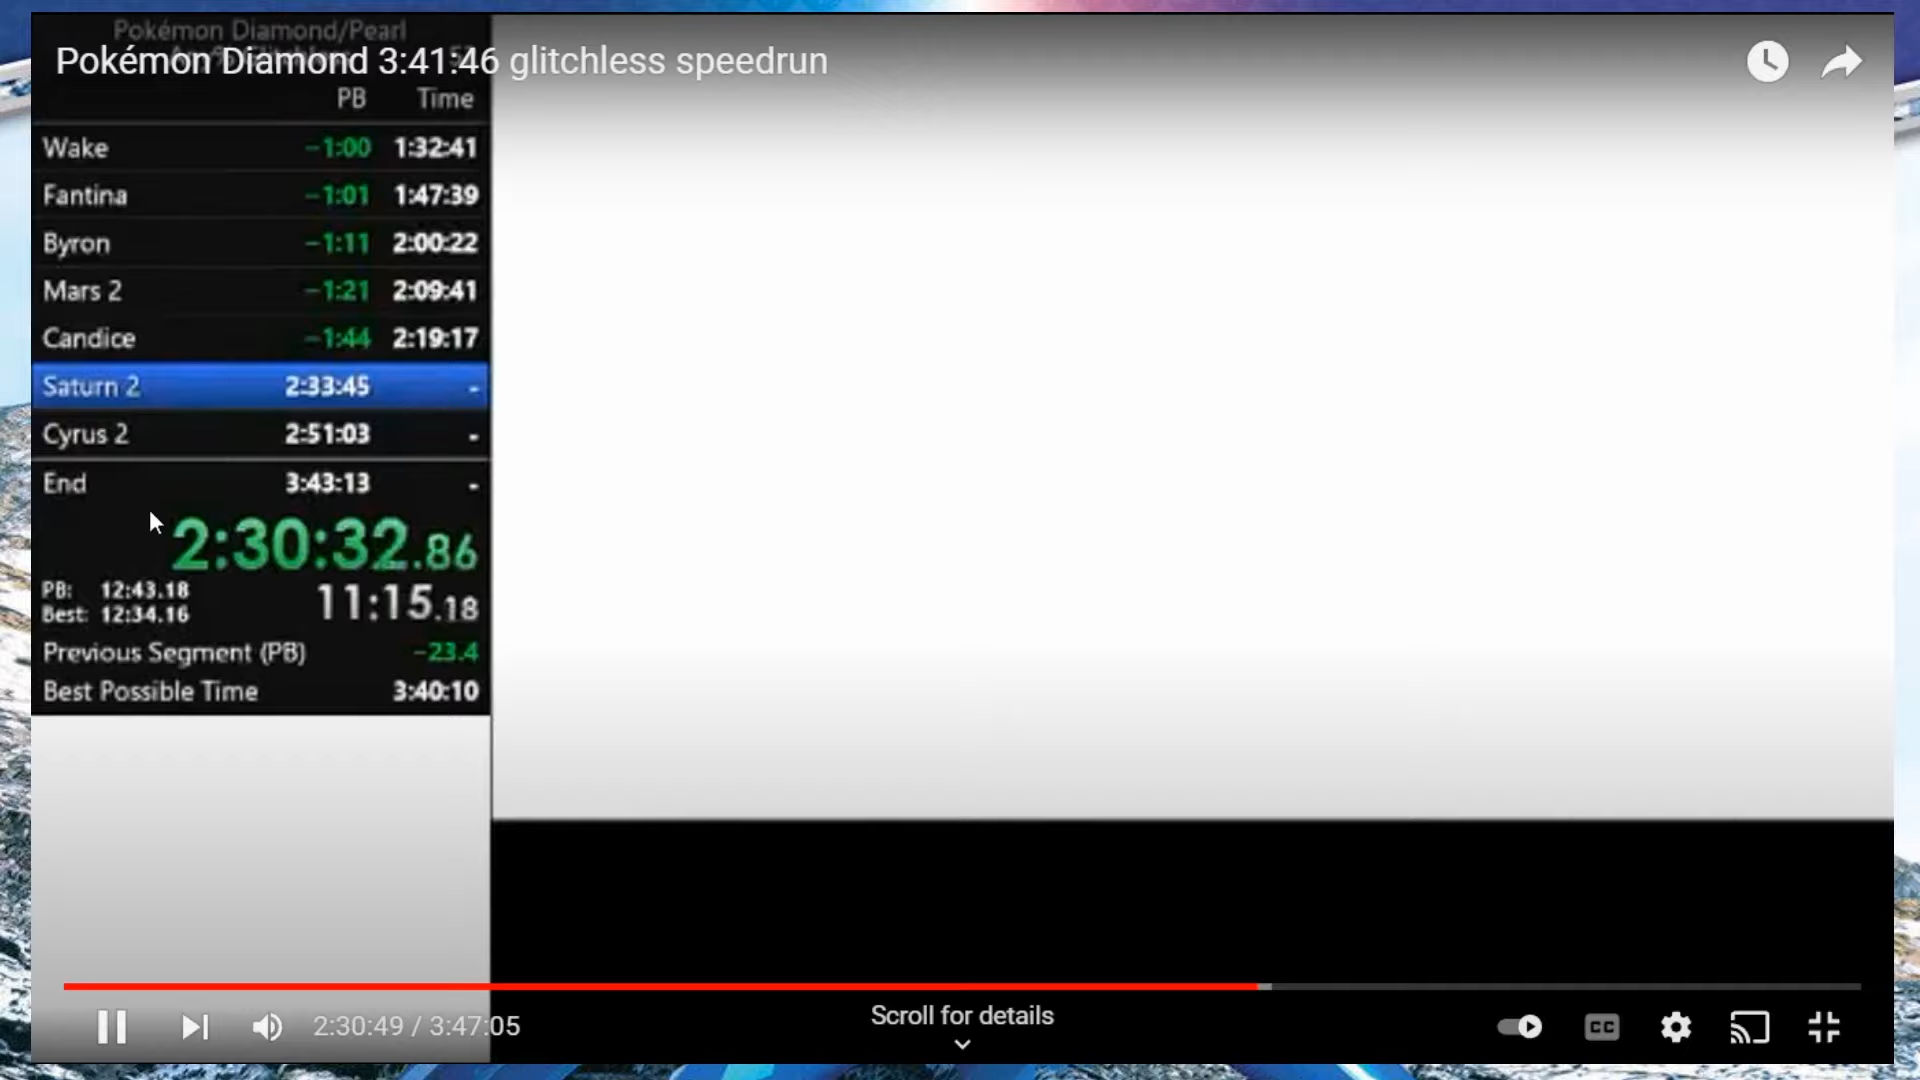 Pokémon Diamond/Pearl
Pokémon Diamond 3:41:46 glitchless speedrun
PB Time
Wake -1:00 1:32:41
Fantina -1:01 1:47:39
Byron -1:11 2:00:22
Mars 2 -1:21 2:09:41
Candice -1:44 2:19:17
Saturn 2 2:33:45 -
Cyrus 2 2:51:03 -
End 3:43:13 -
2:30:32.86
PB: 12:43.18
Best: 12:34.16
11:15.18
Previous Segment (PB) -23.4
Best Possible Time 3:40:10
Scroll for details
2:30:49 / 3:47:05
CC